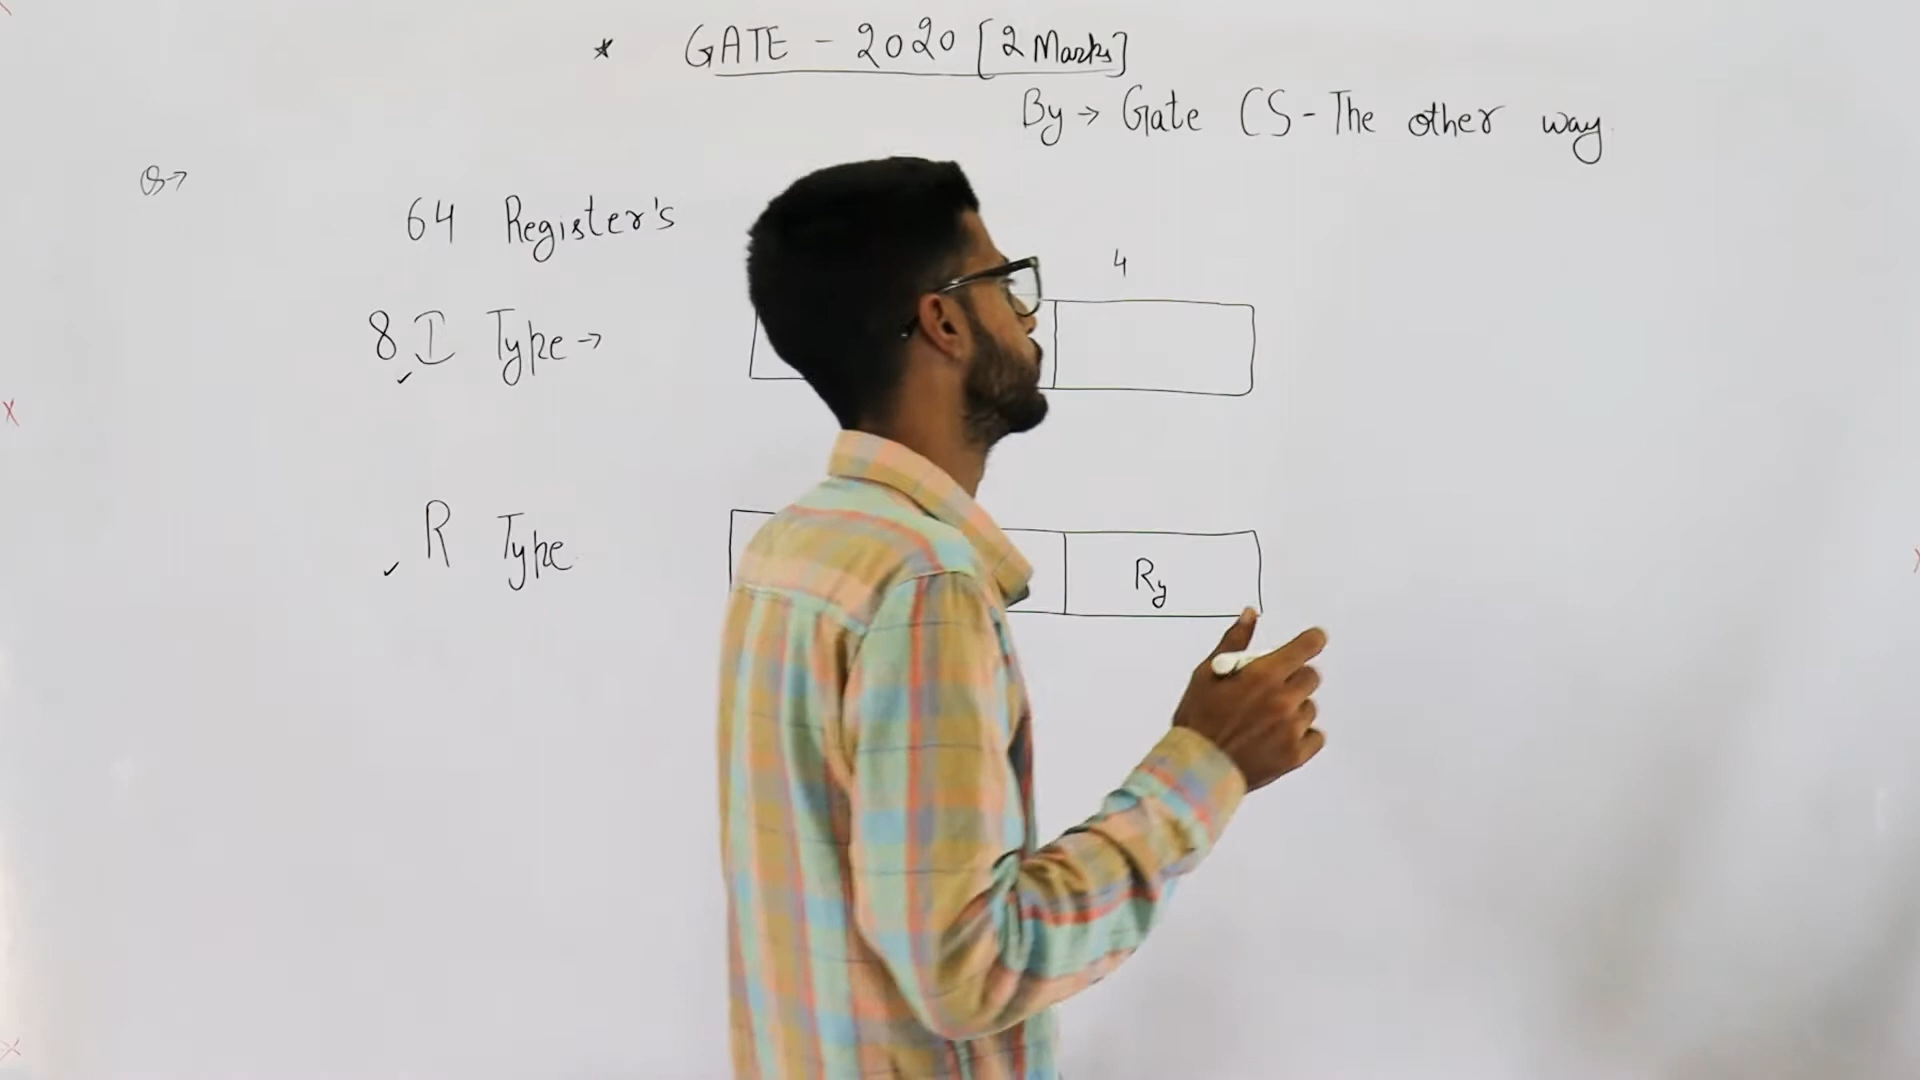 * GATE - 2020 [2 Marks]
By → Gate CS - The other way
Q →
64 Register's
4
8 I Type →
R Type
Ry